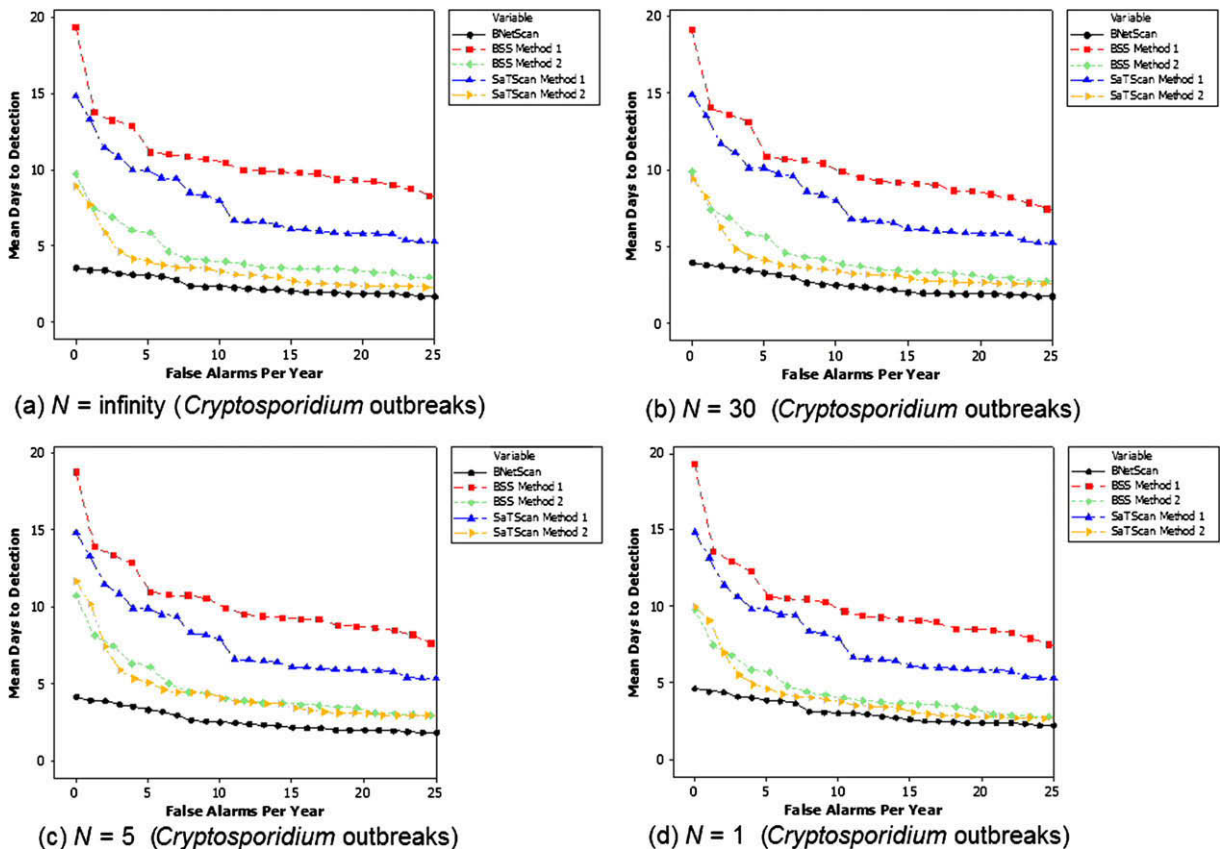 Mean Days to Detection
20
15
10
5
0
0 5 10 15 20 25
False Alarms Per Year
Variable
BNetScan
BSS Method 1
BSS Method 2
SaTScan Method 1
SaTScan Method 2
(a) N = infinity (Cryptosporidium outbreaks)
Mean Days to Detection
20
15
10
5
0
0 5 10 15 20 25
False Alarms Per Year
Variable
BNetScan
BSS Method 1
BSS Method 2
SaTScan Method 1
SaTScan Method 2
(b) N = 30 (Cryptosporidium outbreaks)
Mean Days to Detection
20
15
10
5
0
0 5 10 15 20 25
False Alarms Per Year
Variable
BNetScan
BSS Method 1
BSS Method 2
SaTScan Method 1
SaTScan Method 2
(c) N = 5 (Cryptosporidium outbreaks)
Mean Days to Detection
20
15
10
5
0
0 5 10 15 20 25
False Alarms Per Year
Variable
BNetScan
BSS Method 1
BSS Method 2
SaTScan Method 1
SaTScan Method 2
(d) N = 1 (Cryptosporidium outbreaks)